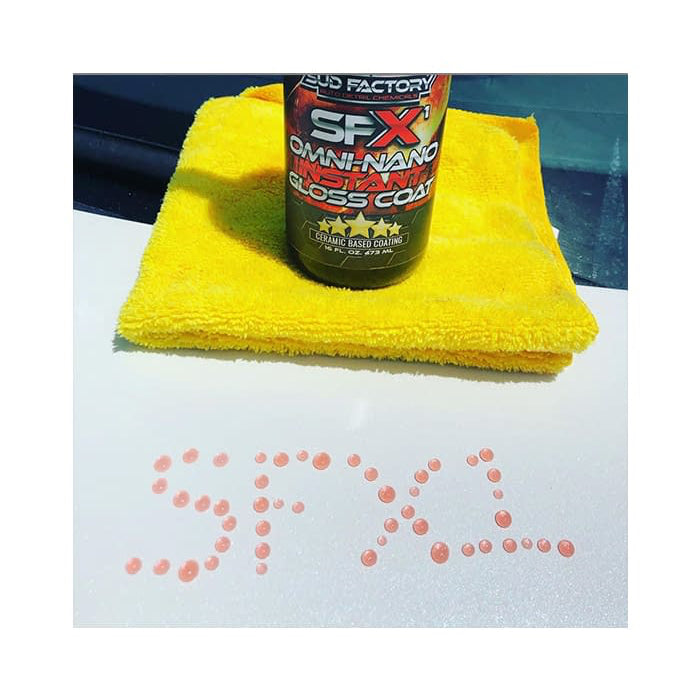 SUD FACTORY
AUTO DETAIL CHEMICALS
SFX1
OMNI-NANO
INSTANT
GLOSS COAT
CERAMIC BASED COATING
16 FL. OZ. 473 ML
SFX1